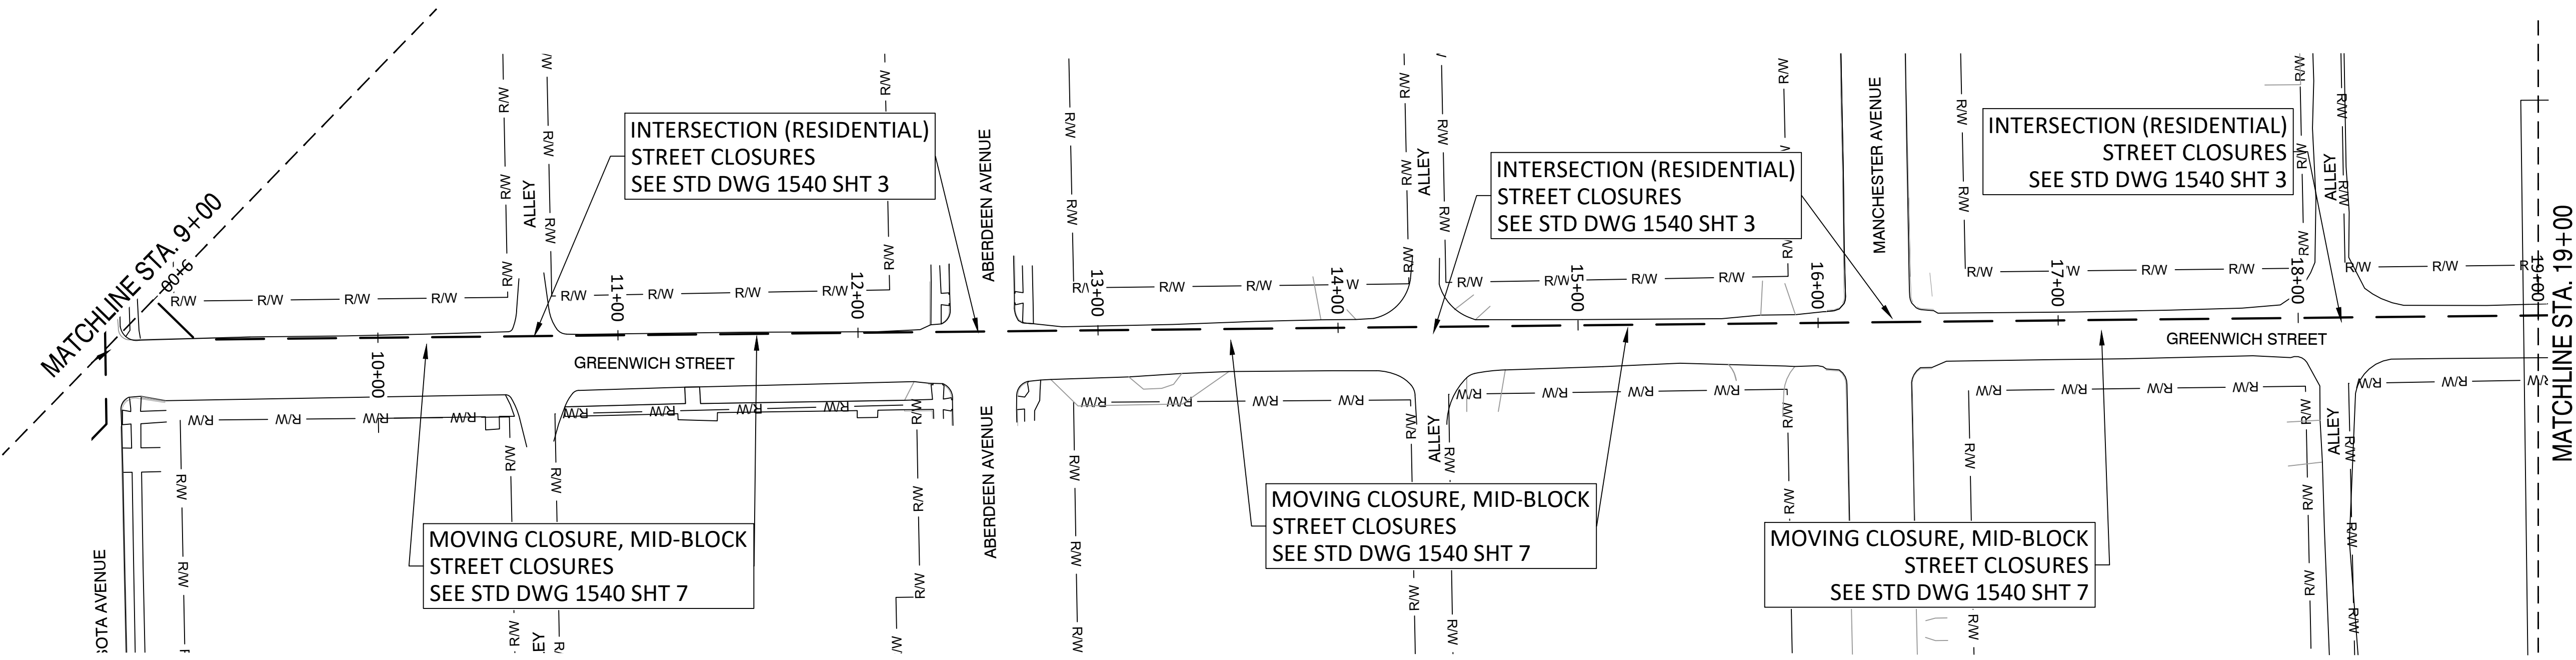 MATCHLINE STA. 9+00
9+00
INTERSECTION (RESIDENTIAL)
STREET CLOSURES
SEE STD DWG 1540 SHT 3
INTERSECTION (RESIDENTIAL)
STREET CLOSURES
SEE STD DWG 1540 SHT 3
INTERSECTION (RESIDENTIAL)
STREET CLOSURES
SEE STD DWG 1540 SHT 3
ALLEY
ABERDEEN AVENUE
ALLEY
MANCHESTER AVENUE
ALLEY
R/W R/W R/W R/W R/W R/W R/W
R/W R/W R/W R/W R/W R/W R/W
R/W R/W R/W R/W
R/W R/W R/W R/W
R/W R/W R/W
R/W R/W R/W R/W
R/W R/W R/W
R/W R/W R/W
10+00
11+00
12+00
13+00
14+00
15+00
16+00
17+00
18+00
19+00
GREENWICH STREET
GREENWICH STREET
MATCHLINE STA. 19+00
R/W R/W R/W R/W
R/W R/W R/W R/W
R/W R/W R/W R/W
R/W R/W R/W R/W
R/W R/W R/W R/W
R/W R/W R/W
ABERDEEN AVENUE
ALLEY
ALLEY
SOTA AVENUE
EY
MOVING CLOSURE, MID-BLOCK
STREET CLOSURES
SEE STD DWG 1540 SHT 7
MOVING CLOSURE, MID-BLOCK
STREET CLOSURES
SEE STD DWG 1540 SHT 7
MOVING CLOSURE, MID-BLOCK
STREET CLOSURES
SEE STD DWG 1540 SHT 7